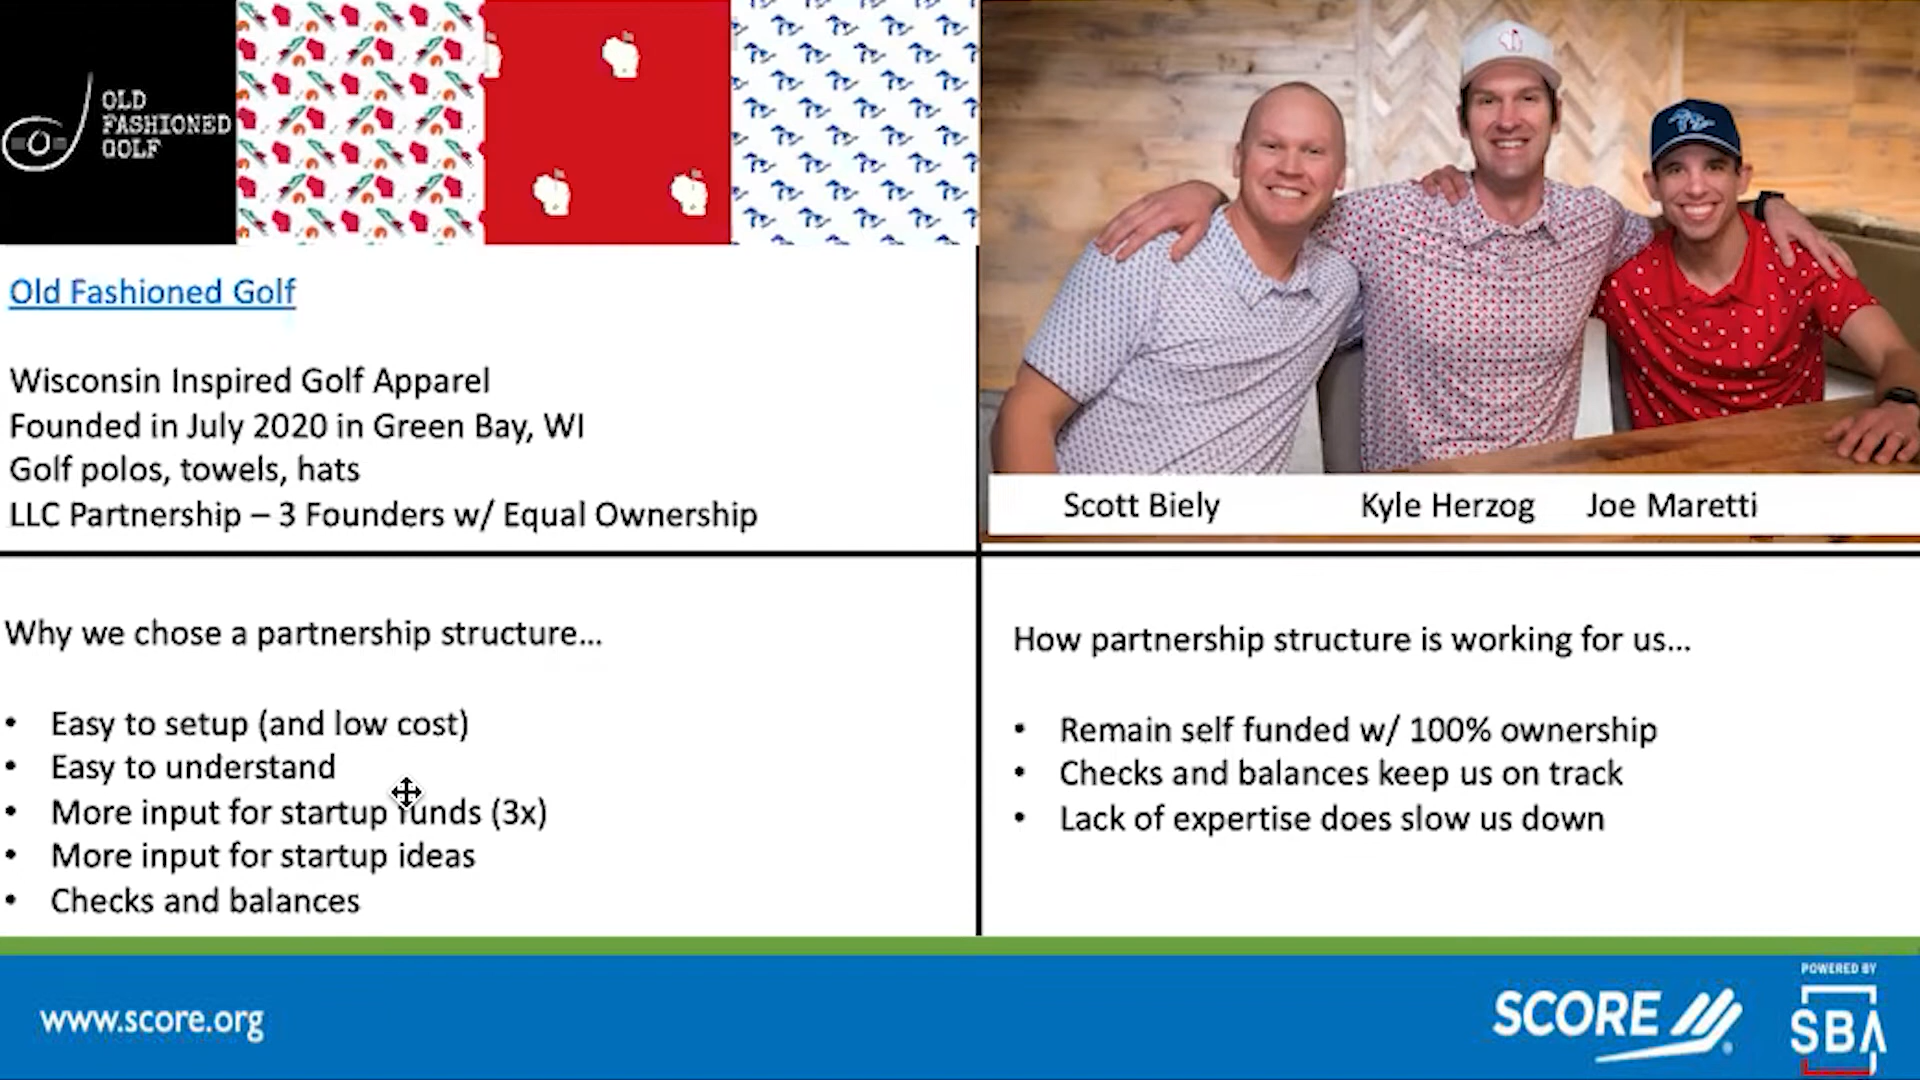 OLD
FASHIONED
GOLF
Old Fashioned Golf
Wisconsin Inspired Golf Apparel
Founded in July 2020 in Green Bay, WI
Golf polos, towels, hats
LLC Partnership – 3 Founders w/ Equal Ownership
Scott Biely Kyle Herzog Joe Maretti
Why we chose a partnership structure...
• Easy to setup (and low cost)
• Easy to understand
• More input for startup funds (3x)
• More input for startup ideas
• Checks and balances
How partnership structure is working for us...
• Remain self funded w/ 100% ownership
• Checks and balances keep us on track
• Lack of expertise does slow us down
www.score.org
SCORE
POWERED BY
SBA